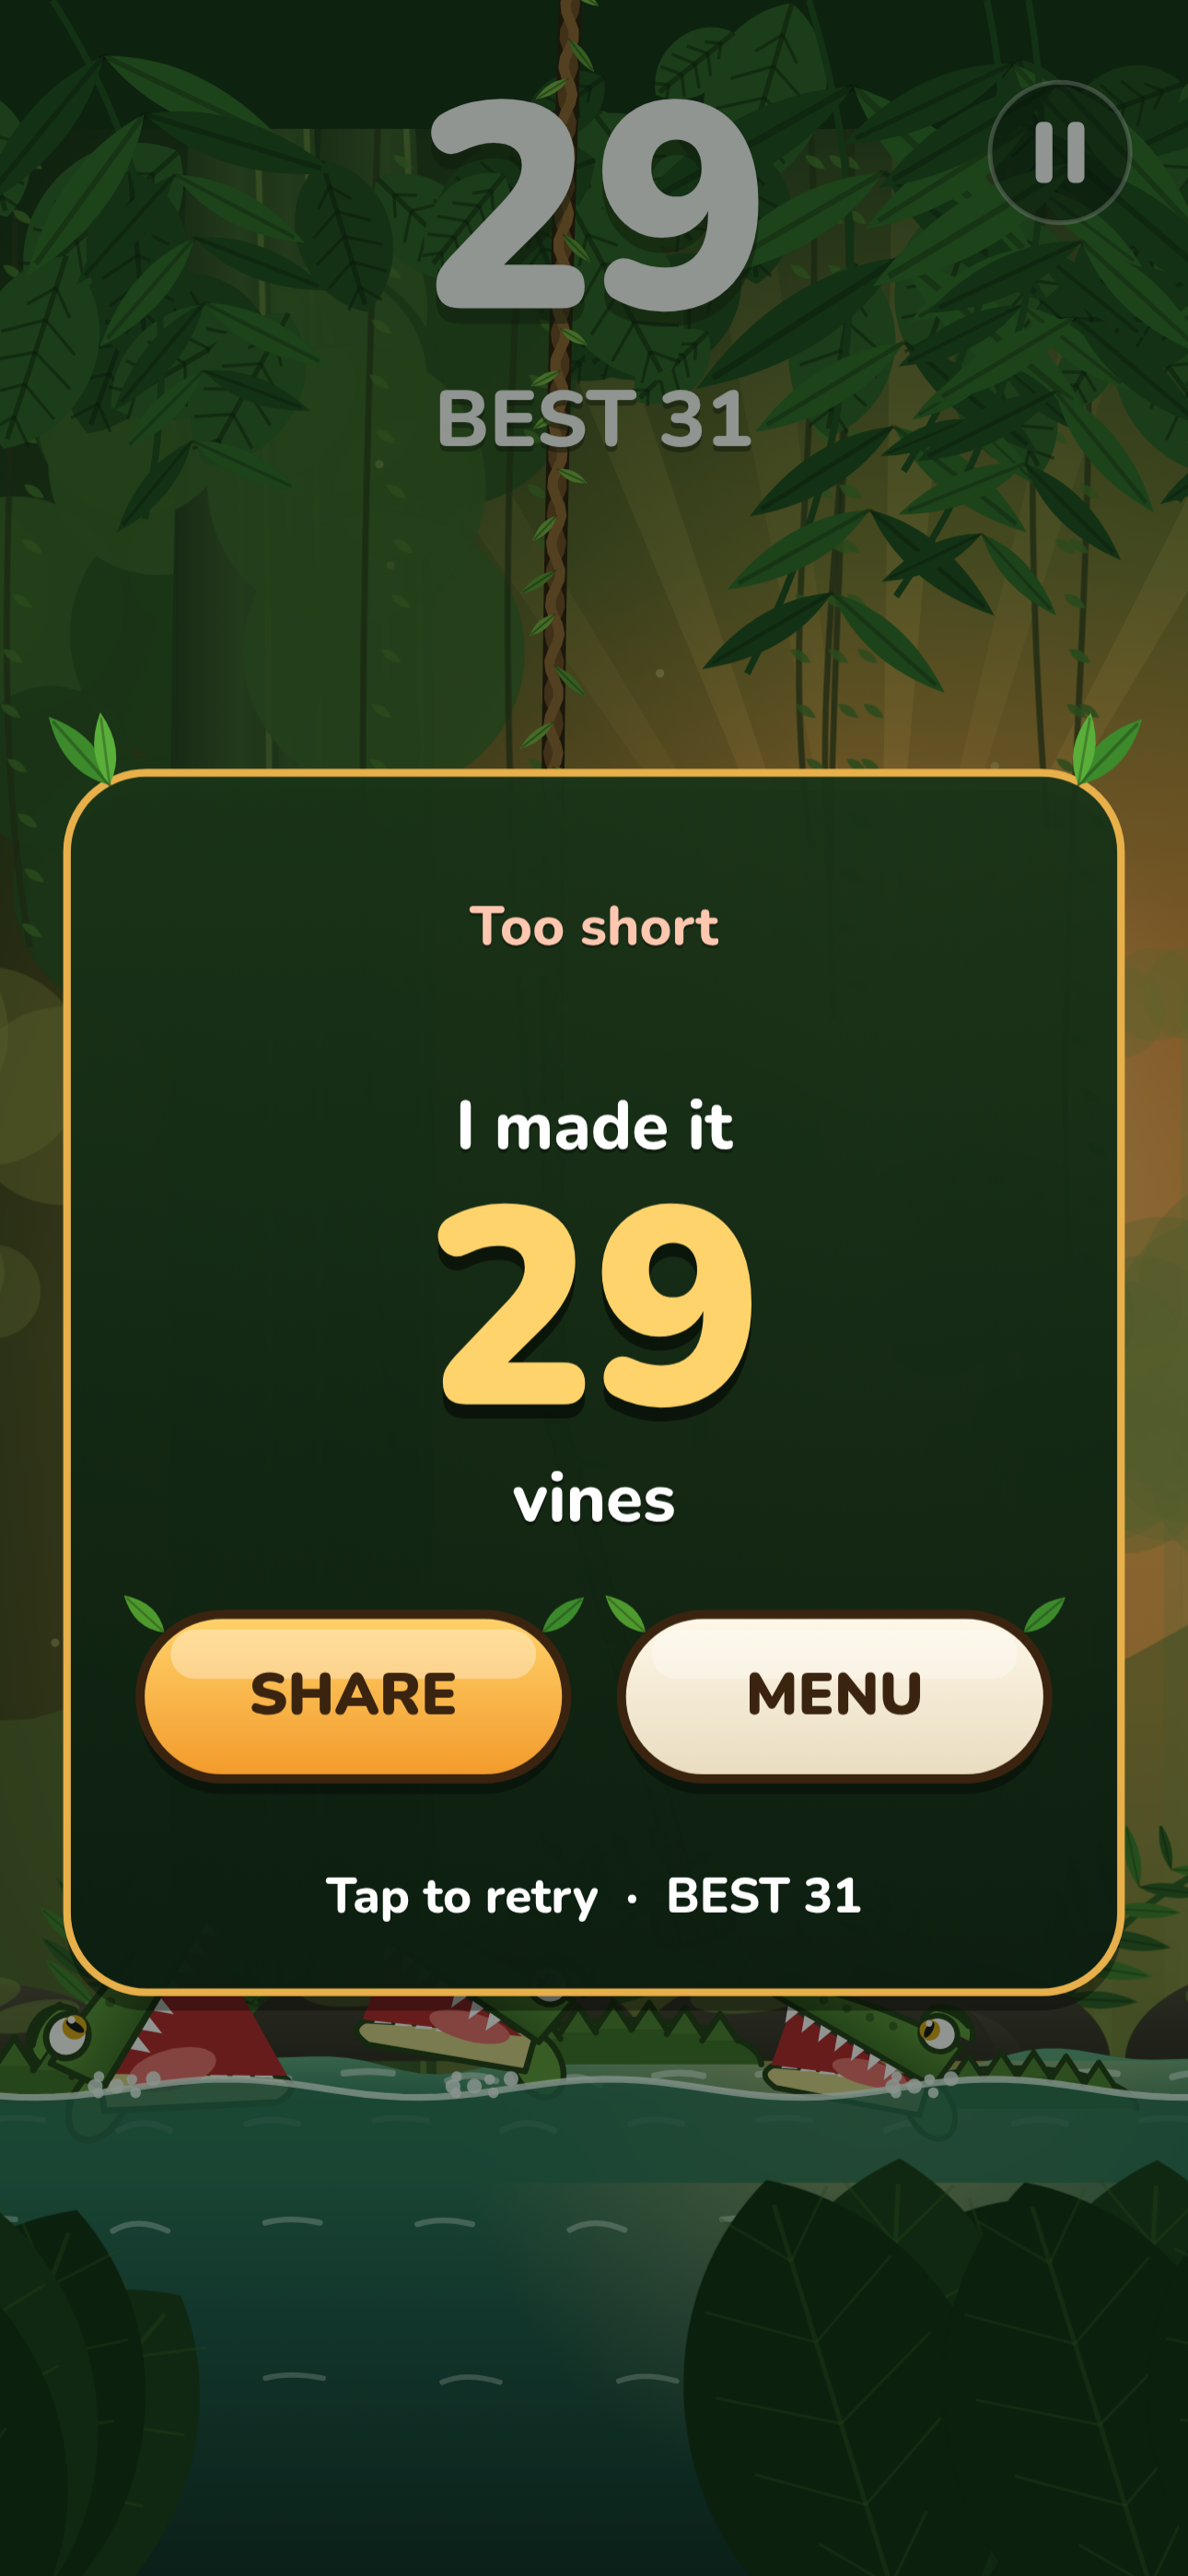 29
BEST 31
Too short
I made it
29
vines
SHARE
MENU
Tap to retry · BEST 31